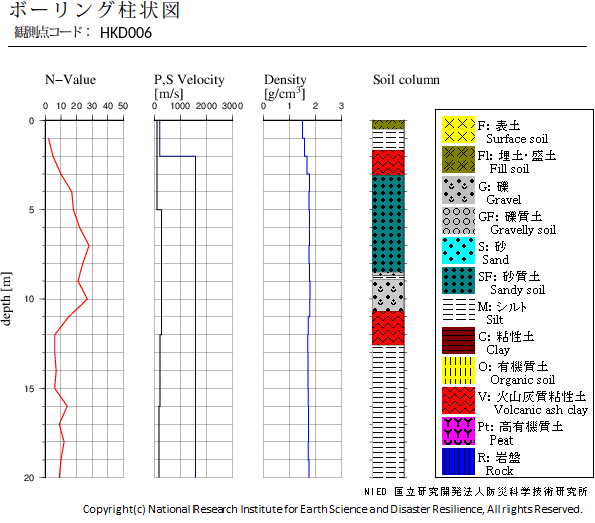 ボーリング柱状図
観測点コード： HKD006
N−Value
P,S Velocity
[m/s]
Density
[g/cm³]
Soil column
0 10 20 30 40 50
0 1000 2000 3000
0 1 2 3
0
5
10
15
20
depth [m]
F: 表土
Surface soil
Fl: 埋土・盛土
Fill soil
G: 礫
Gravel
GF: 礫質土
Gravelly soil
S: 砂
Sand
SF: 砂質土
Sandy soil
M: シルト
Silt
C: 粘性土
Clay
O: 有機質土
Organic soil
V: 火山灰質粘性土
Volcanic ash clay
Pt: 高有機質土
Peat
R: 岩盤
Rock
NIED 国立研究開発法人防災科学技術研究所
Copyright(c) National Research Institute for Earth Science and Disaster Resilience, All rights Reserved.